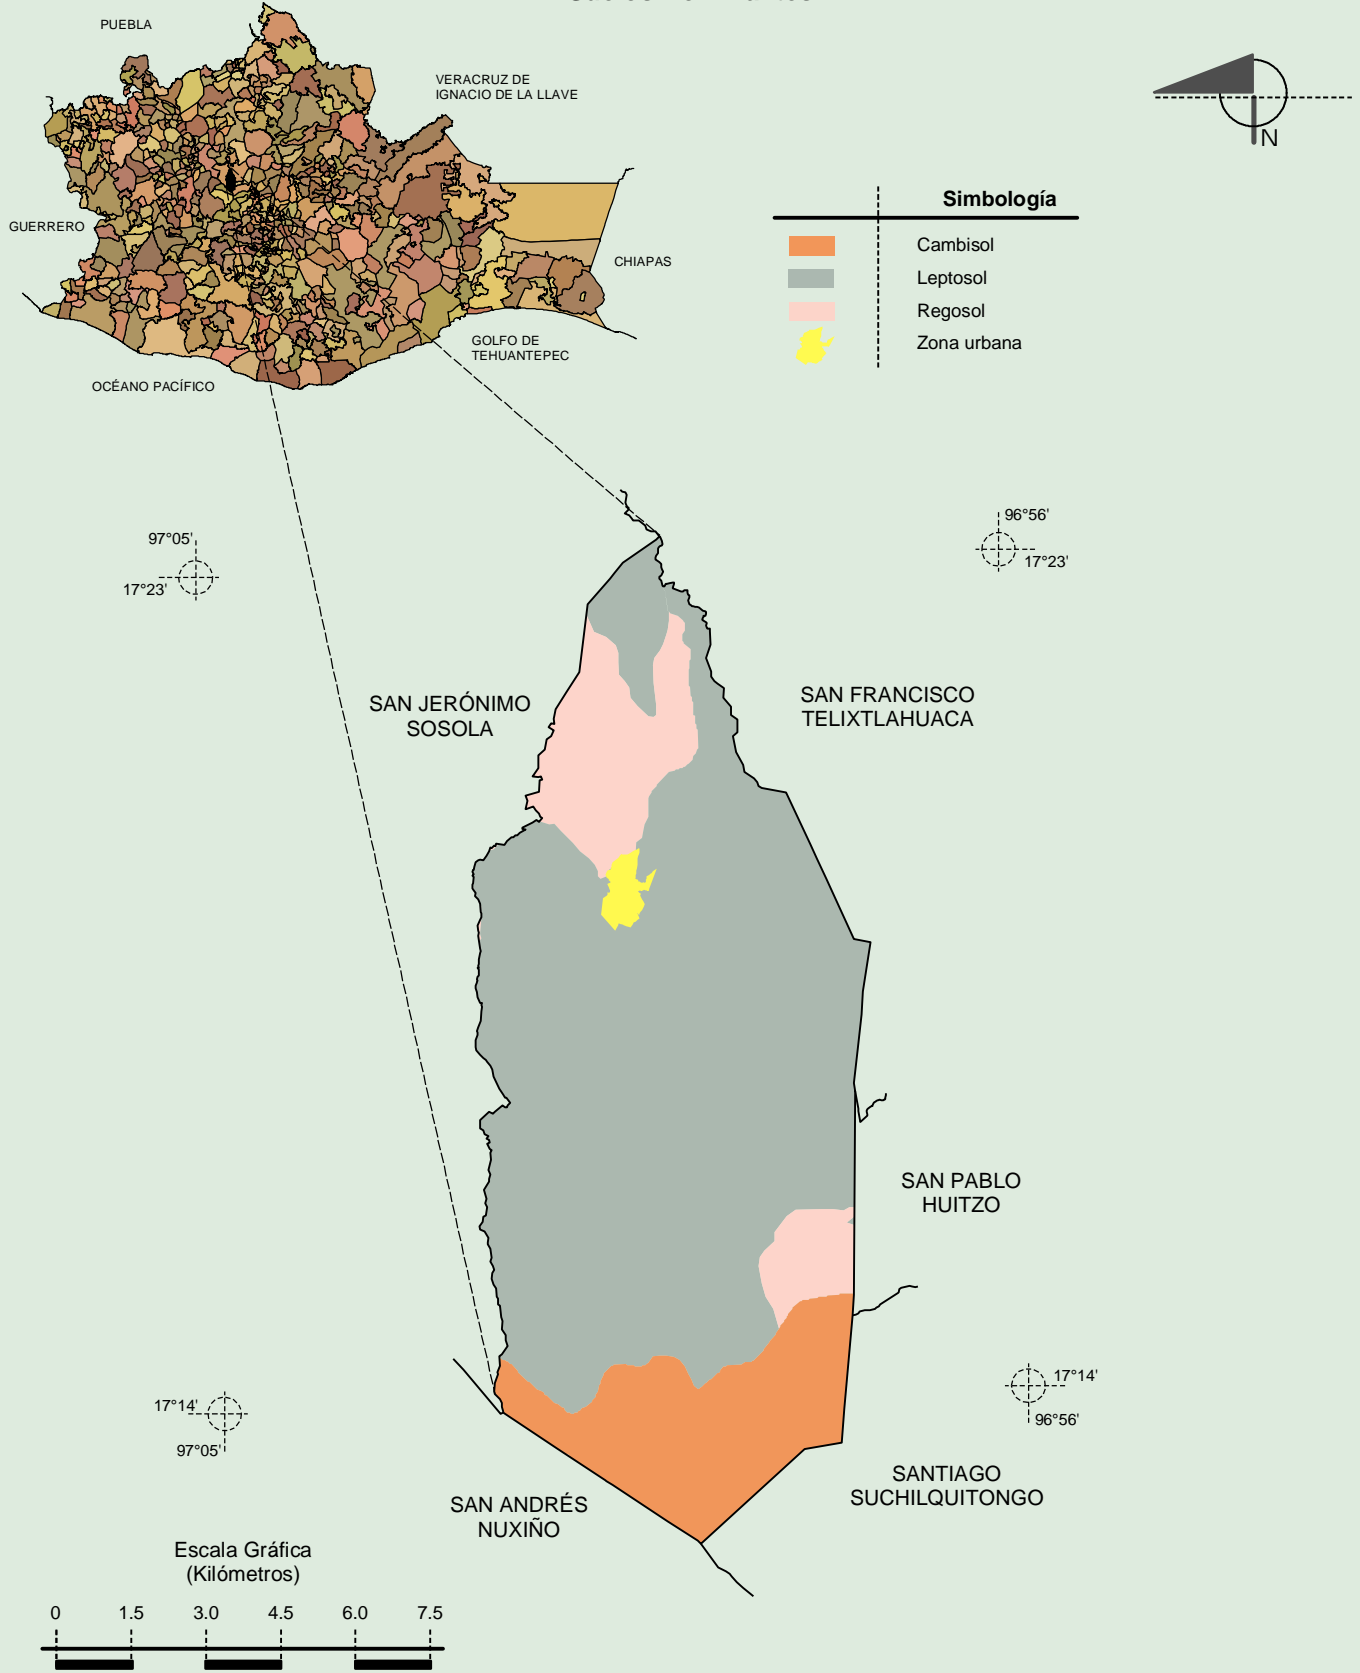 PUEBLA
VERACRUZ DE
IGNACIO DE LA LLAVE
N
Simbología
Cambisol
Leptosol
Regosol
Zona urbana
GUERRERO
CHIAPAS
GOLFO DE
TEHUANTEPEC
OCÉANO PACÍFICO
97°05'
17°23'
96°56'
17°23'
SAN JERÓNIMO
SOSOLA
SAN FRANCISCO
TELIXTLAHUACA
SAN PABLO
HUITZO
17°14'
97°05'
17°14'
96°56'
SAN ANDRÉS
NUXIÑO
SANTIAGO
SUCHILQUITONGO
Escala Gráfica
(Kilómetros)
0 1.5 3.0 4.5 6.0 7.5